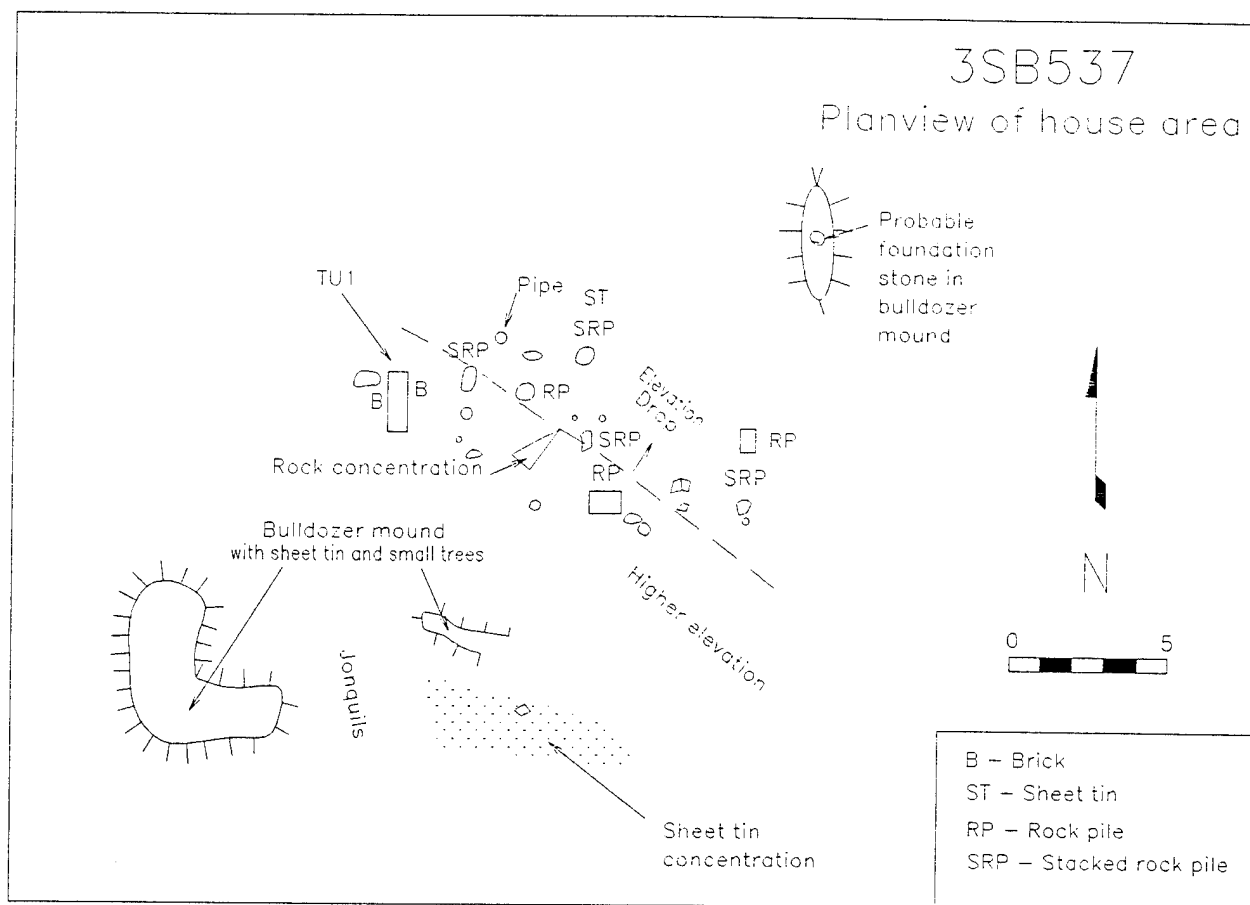 3SB537
Planview of house area
Probable
foundation
stone in
bulldozer
mound
TU1
Pipe
ST
SRP
SRP
B
B
RP
Elevation
Drop
SRP
RP
Rock concentration
RP
SRP
Bulldozer mound
with sheet tin and small trees
Higher elevation
N
0 5
Jonquils
Sheet tin
concentration
B – Brick
ST – Sheet tin
RP – Rock pile
SRP – Stacked rock pile